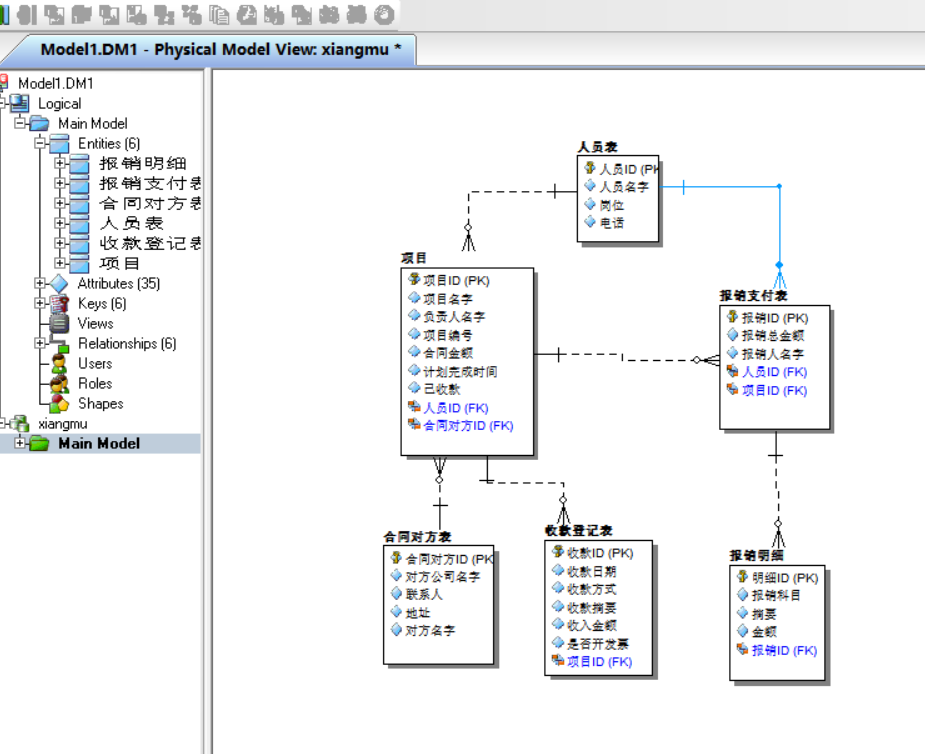 Model1.DM1 - Physical Model View: xiangmu *
Model1.DM1
Logical
Main Model
Entities (6)
报销明细
报销支付表
合同对方表
人员表
收款登记表
项目
Attributes (35)
Keys (6)
Views
Relationships (6)
Users
Roles
Shapes
xiangmu
Main Model
人员表
人员ID (PK
人员名字
岗位
电话
项目
项目ID (PK)
项目名字
负责人名字
项目编号
合同金额
计划完成时间
已收款
人员ID (FK)
合同对方ID (FK)
报销支付表
报销ID (PK)
报销总金额
报销人名字
人员ID (FK)
项目ID (FK)
合同对方表
合同对方ID (PK
对方公司名字
联系人
地址
对方名字
收款登记表
收款ID (PK)
收款日期
收款方式
收款摘要
收入金额
是否开发票
项目ID (FK)
报销明细
明细ID (PK)
报销科目
摘要
金额
报销ID (FK)